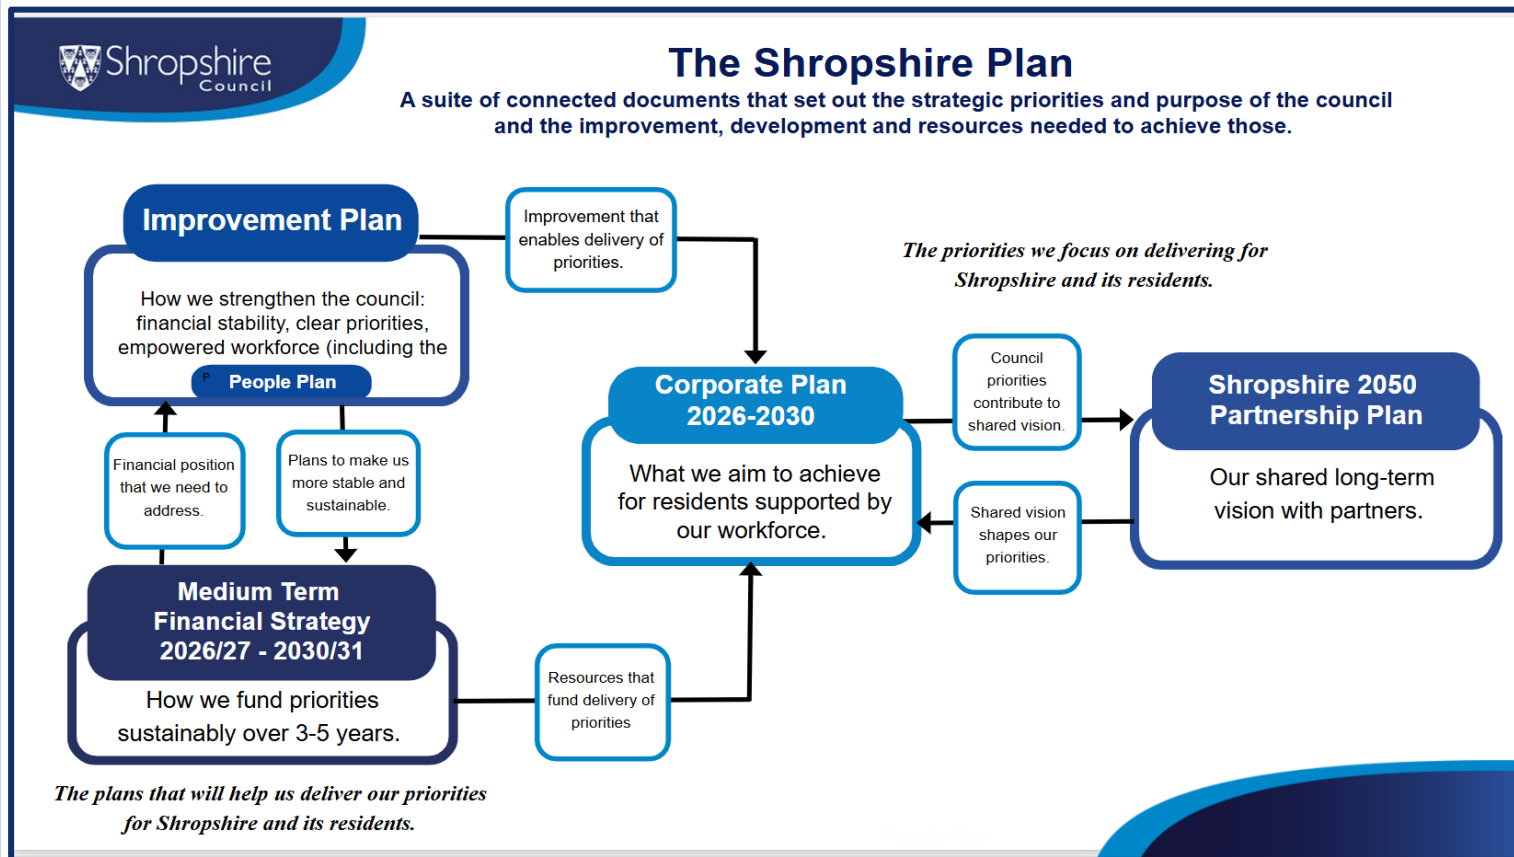 Shropshire
Council
The Shropshire Plan
A suite of connected documents that set out the strategic priorities and purpose of the council
and the improvement, development and resources needed to achieve those.
Improvement Plan
How we strengthen the council:
financial stability, clear priorities,
empowered workforce (including the
P
People Plan
Improvement that
enables delivery of
priorities.
The priorities we focus on delivering for
Shropshire and its residents.
Financial position
that we need to
address.
Plans to make us
more stable and
sustainable.
Corporate Plan
2026-2030
What we aim to achieve
for residents supported by
our workforce.
Council
priorities
contribute to
shared vision.
Shared vision
shapes our
priorities.
Shropshire 2050
Partnership Plan
Our shared long-term
vision with partners.
Medium Term
Financial Strategy
2026/27 - 2030/31
How we fund priorities
sustainably over 3-5 years.
Resources that
fund delivery of
priorities
The plans that will help us deliver our priorities
for Shropshire and its residents.